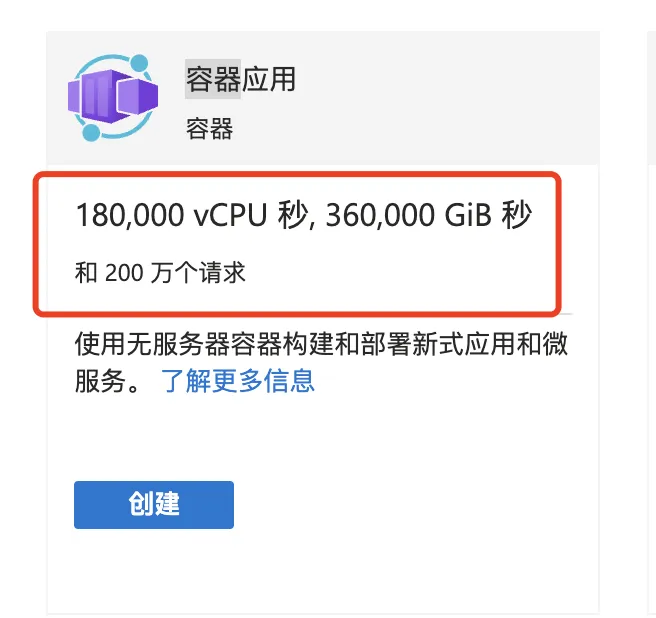 容器应用
容器
180,000 vCPU 秒, 360,000 GiB 秒
和 200 万个请求
使用无服务器容器构建和部署新式应用和微
服务。 了解更多信息
创建